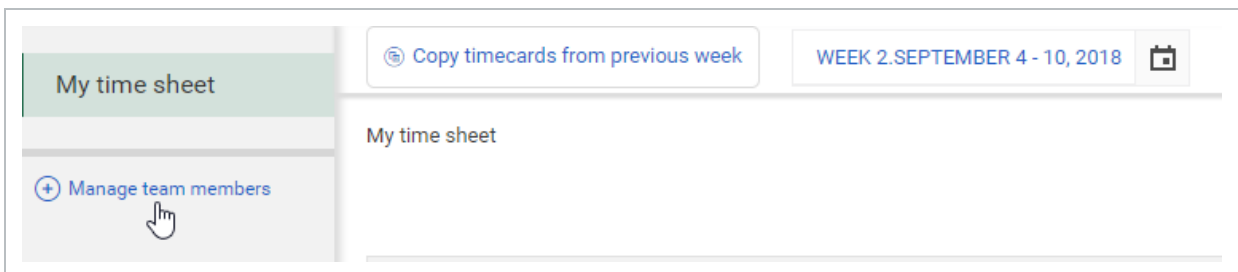 Copy timecards from previous week
WEEK 2.SEPTEMBER 4 - 10, 2018
My time sheet
My time sheet
Manage team members